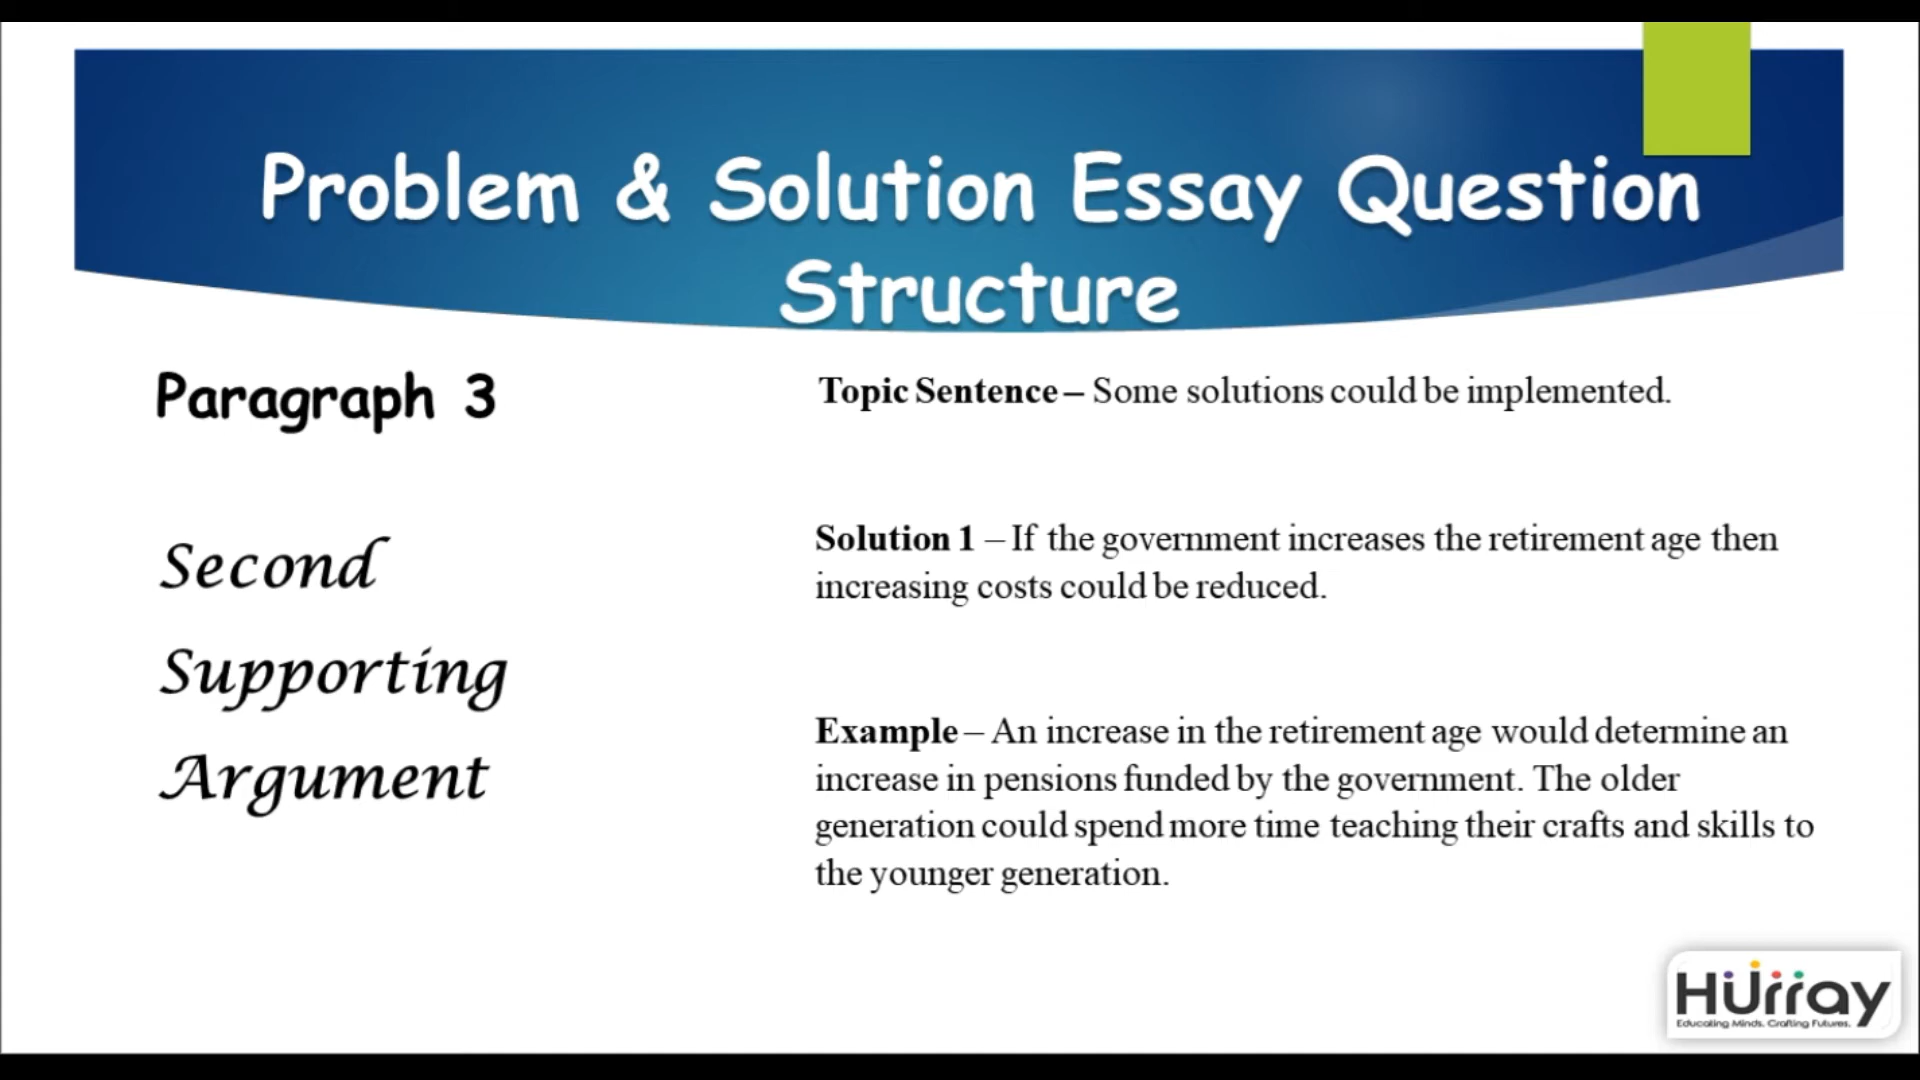 Problem & Solution Essay Question
Structure
Paragraph 3
Second
Supporting
Argument
Topic Sentence – Some solutions could be implemented.
Solution 1 – If the government increases the retirement age then
increasing costs could be reduced.
Example – An increase in the retirement age would determine an
increase in pensions funded by the government. The older
generation could spend more time teaching their crafts and skills to
the younger generation.
Hurray
Educating Minds. Crafting Futures.